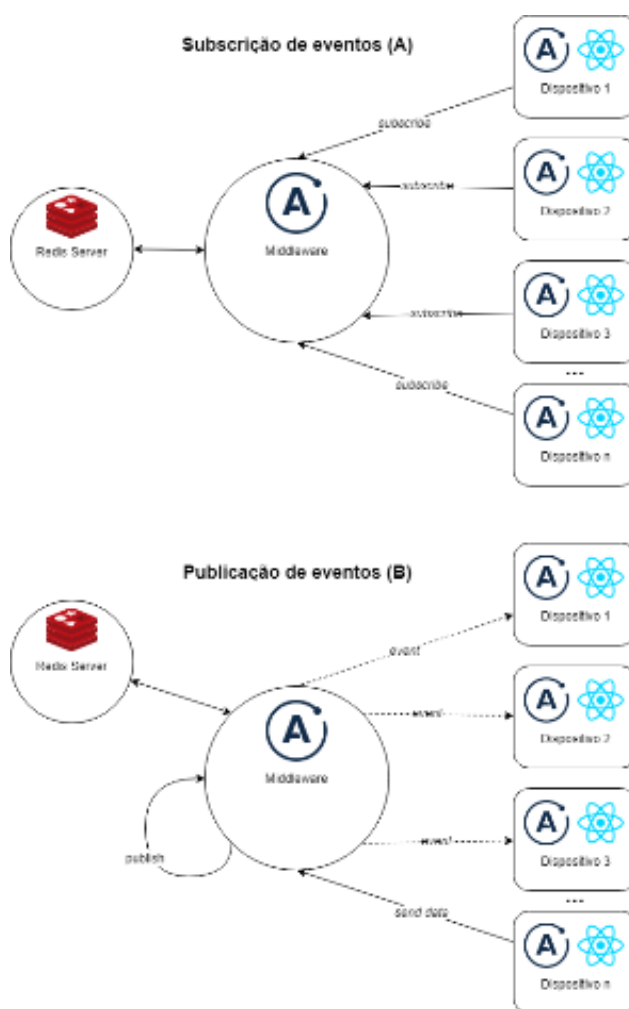 Subscrição de eventos (A)
Dispositivo 1
subscribe
subscribe
Dispositivo 2
Redis Server
Middleware
subscribe
Dispositivo 3
...
subscribe
Dispositivo n
Publicação de eventos (B)
Dispositivo 1
event
Redis Server
event
Dispositivo 2
Middleware
publish
event
Dispositivo 3
...
send data
Dispositivo n